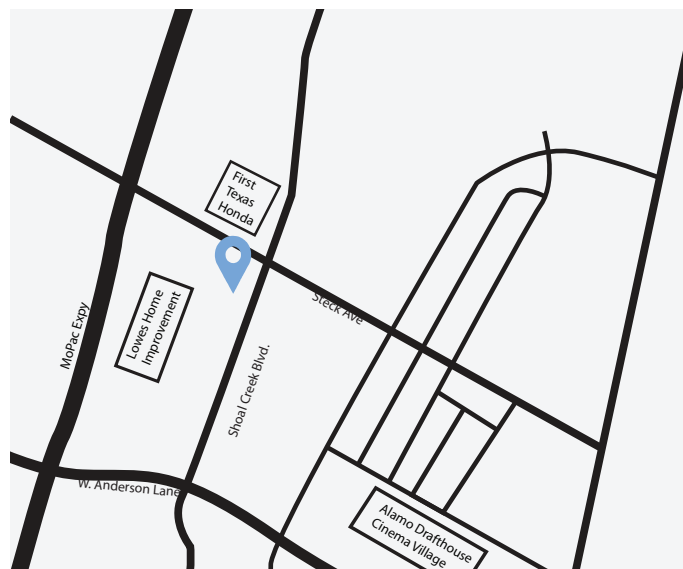 First
Texas
Honda
Lowes Home
Improvement
Steck Ave
MoPac Expy
Shoal Creek Blvd.
W. Anderson Lane
Alamo Drafthouse
Cinema Village